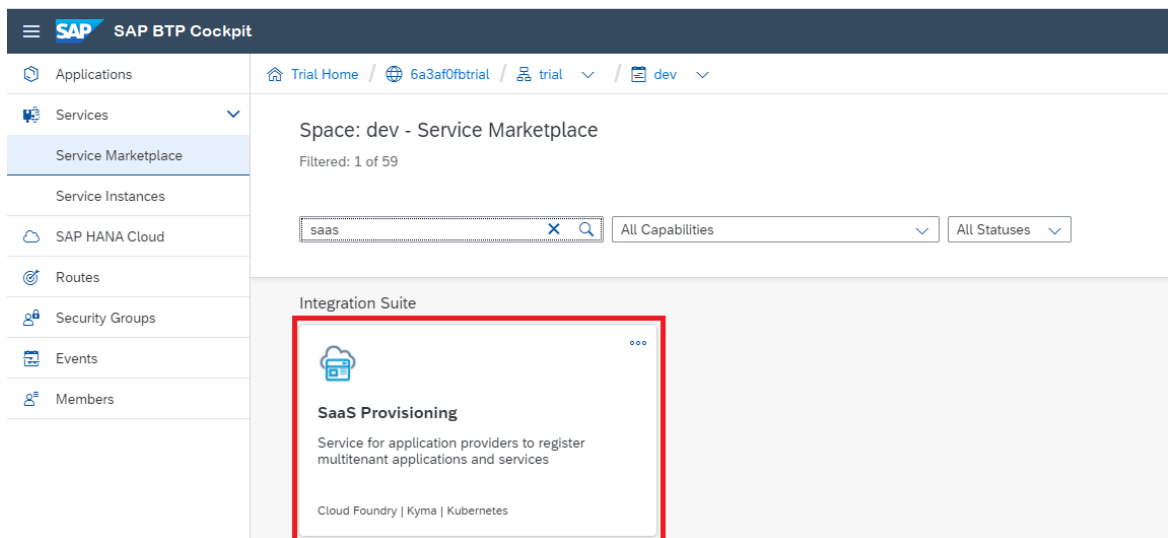 SAP SAP BTP Cockpit
Applications
Trial Home / 6a3af0fbtrial / trial / dev
Services
Space: dev - Service Marketplace
Service Marketplace
Filtered: 1 of 59
Service Instances
saas
All Capabilities
All Statuses
SAP HANA Cloud
Routes
Integration Suite
Security Groups
Events
Members
SaaS Provisioning
Service for application providers to register
multitenant applications and services
Cloud Foundry | Kyma | Kubernetes